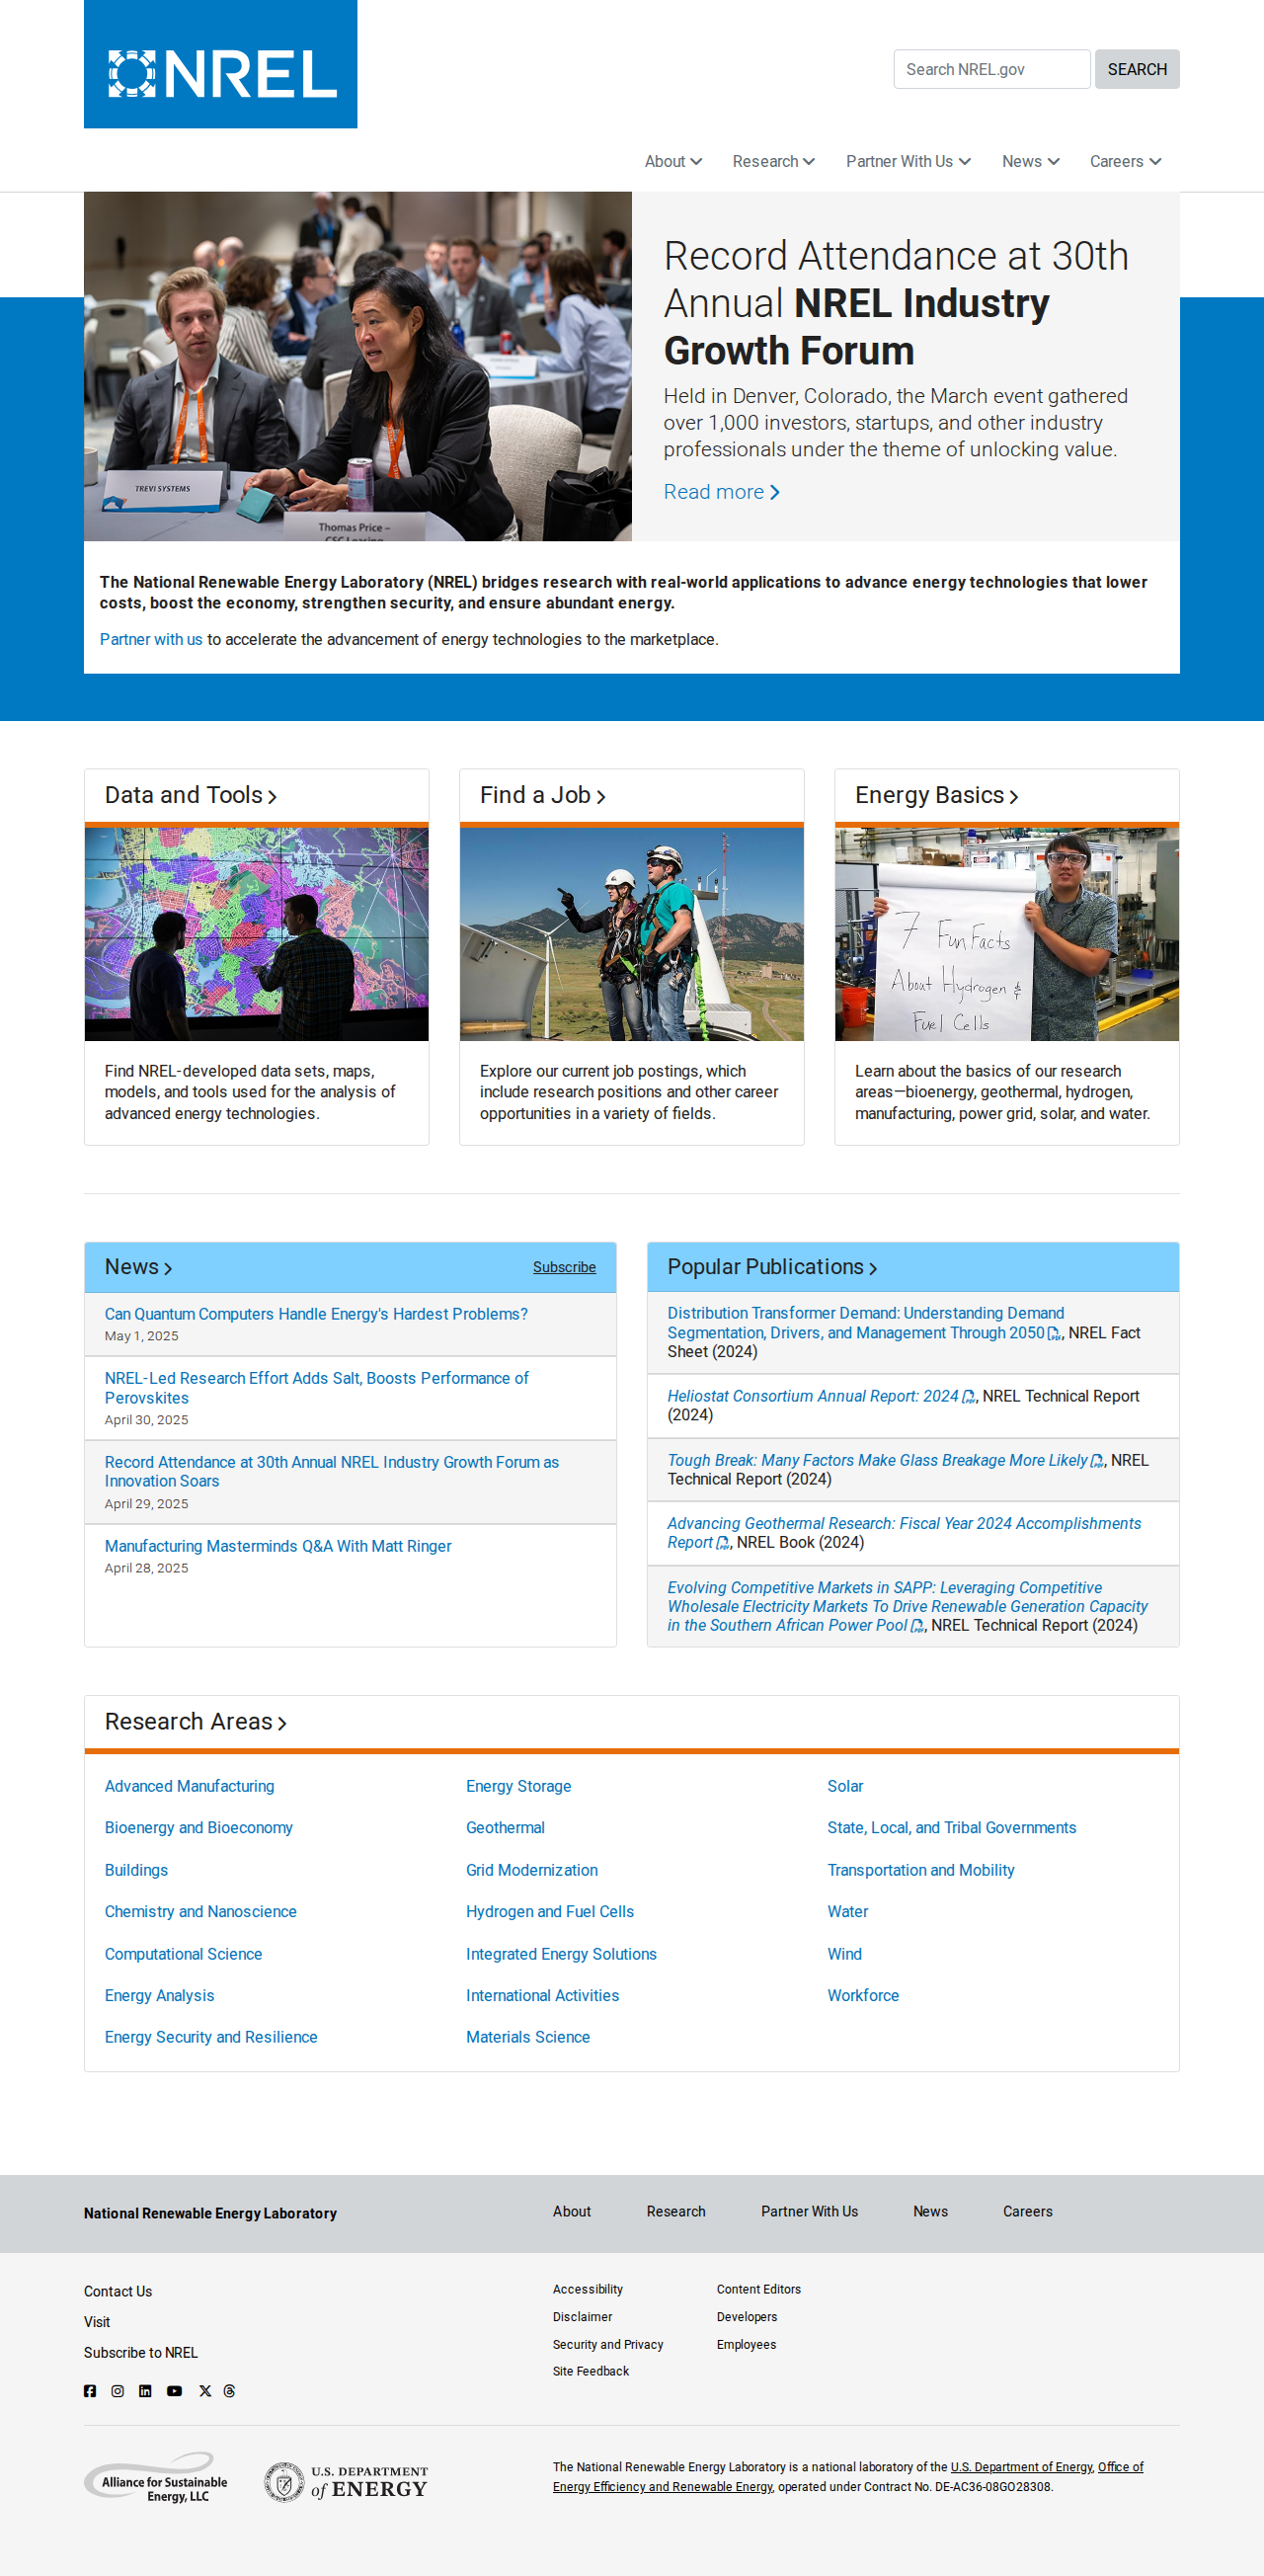 NREL
Search NREL.gov
SEARCH
About
Research
Partner With Us
News
Careers
TREVI SYSTEMS
Thomas Price –
CSC Leasing
Record Attendance at 30th
Annual NREL Industry
Growth Forum
Held in Denver, Colorado, the March event gathered
over 1,000 investors, startups, and other industry
professionals under the theme of unlocking value.
Read more
The National Renewable Energy Laboratory (NREL) bridges research with real-world applications to advance energy technologies that lower
costs, boost the economy, strengthen security, and ensure abundant energy.
Partner with us to accelerate the advancement of energy technologies to the marketplace.
Data and Tools
Find NREL-developed data sets, maps,
models, and tools used for the analysis of
advanced energy technologies.
Find a Job
Explore our current job postings, which
include research positions and other career
opportunities in a variety of fields.
Energy Basics
7 Fun Facts
About Hydrogen &
Fuel Cells
Learn about the basics of our research
areas—bioenergy, geothermal, hydrogen,
manufacturing, power grid, solar, and water.
News
Subscribe
Can Quantum Computers Handle Energy's Hardest Problems?
May 1, 2025
NREL-Led Research Effort Adds Salt, Boosts Performance of
Perovskites
April 30, 2025
Record Attendance at 30th Annual NREL Industry Growth Forum as
Innovation Soars
April 29, 2025
Manufacturing Masterminds Q&A With Matt Ringer
April 28, 2025
Popular Publications
Distribution Transformer Demand: Understanding Demand
Segmentation, Drivers, and Management Through 2050, NREL Fact
Sheet (2024)
Heliostat Consortium Annual Report: 2024, NREL Technical Report
(2024)
Tough Break: Many Factors Make Glass Breakage More Likely, NREL
Technical Report (2024)
Advancing Geothermal Research: Fiscal Year 2024 Accomplishments
Report, NREL Book (2024)
Evolving Competitive Markets in SAPP: Leveraging Competitive
Wholesale Electricity Markets To Drive Renewable Generation Capacity
in the Southern African Power Pool, NREL Technical Report (2024)
Research Areas
Advanced Manufacturing
Bioenergy and Bioeconomy
Buildings
Chemistry and Nanoscience
Computational Science
Energy Analysis
Energy Security and Resilience
Energy Storage
Geothermal
Grid Modernization
Hydrogen and Fuel Cells
Integrated Energy Solutions
International Activities
Materials Science
Solar
State, Local, and Tribal Governments
Transportation and Mobility
Water
Wind
Workforce
National Renewable Energy Laboratory
About
Research
Partner With Us
News
Careers
Contact Us
Visit
Subscribe to NREL
Accessibility
Disclaimer
Security and Privacy
Site Feedback
Content Editors
Developers
Employees
Alliance for Sustainable
Energy, LLC
U.S. DEPARTMENT
of ENERGY
The National Renewable Energy Laboratory is a national laboratory of the U.S. Department of Energy, Office of
Energy Efficiency and Renewable Energy, operated under Contract No. DE-AC36-08GO28308.